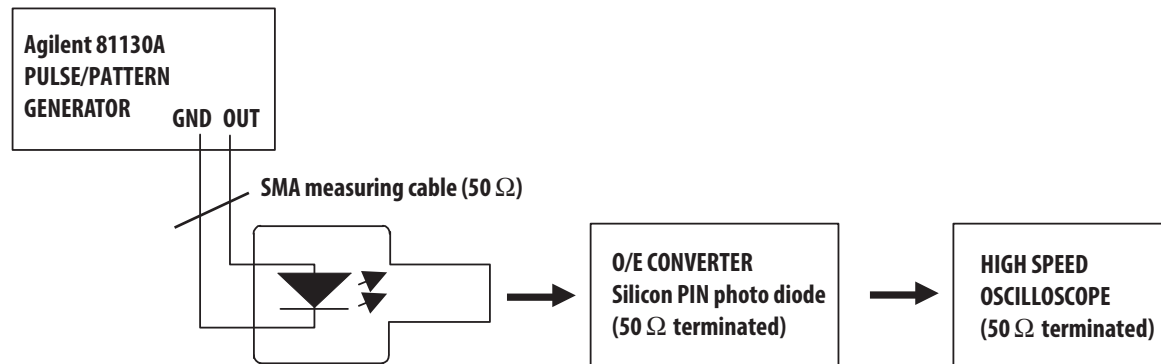 Agilent 81130A
PULSE/PATTERN
GENERATOR
GND OUT
SMA measuring cable (50 Ω)
O/E CONVERTER
Silicon PIN photo diode
(50 Ω terminated)
HIGH SPEED
OSCILLOSCOPE
(50 Ω terminated)